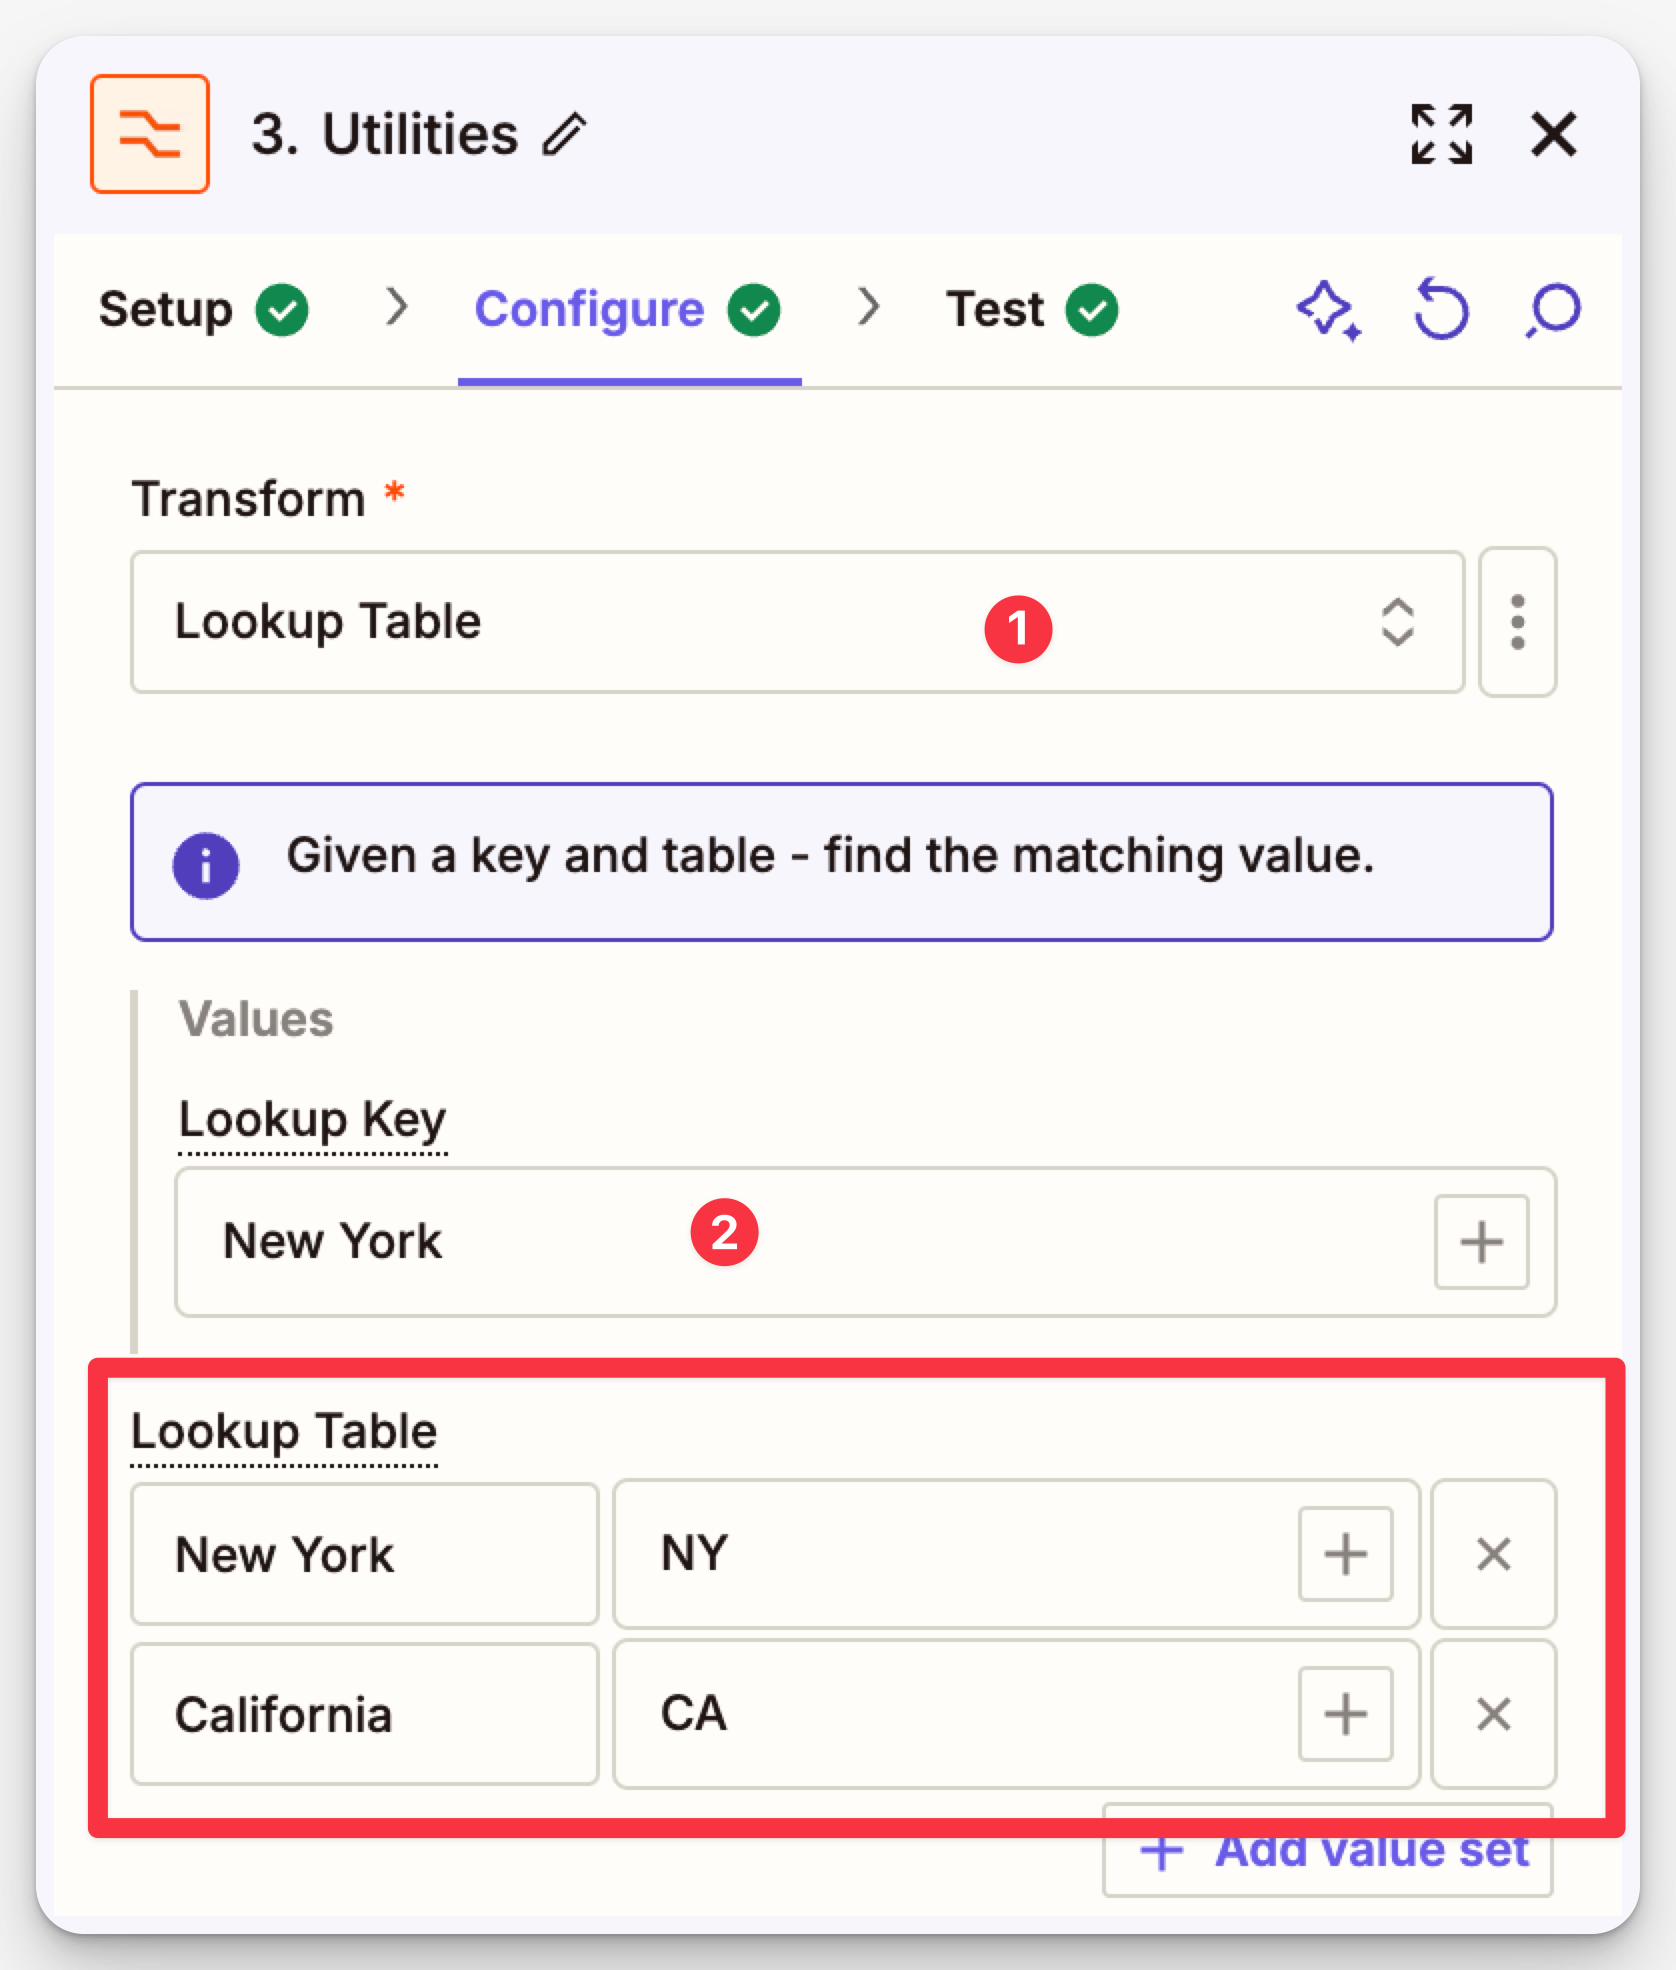 3. Utilities
Setup
Configure
Test
Transform *
Lookup Table
1
Given a key and table - find the matching value.
Values
Lookup Key
New York
2
Lookup Table
New York
NY
California
CA
Add value set